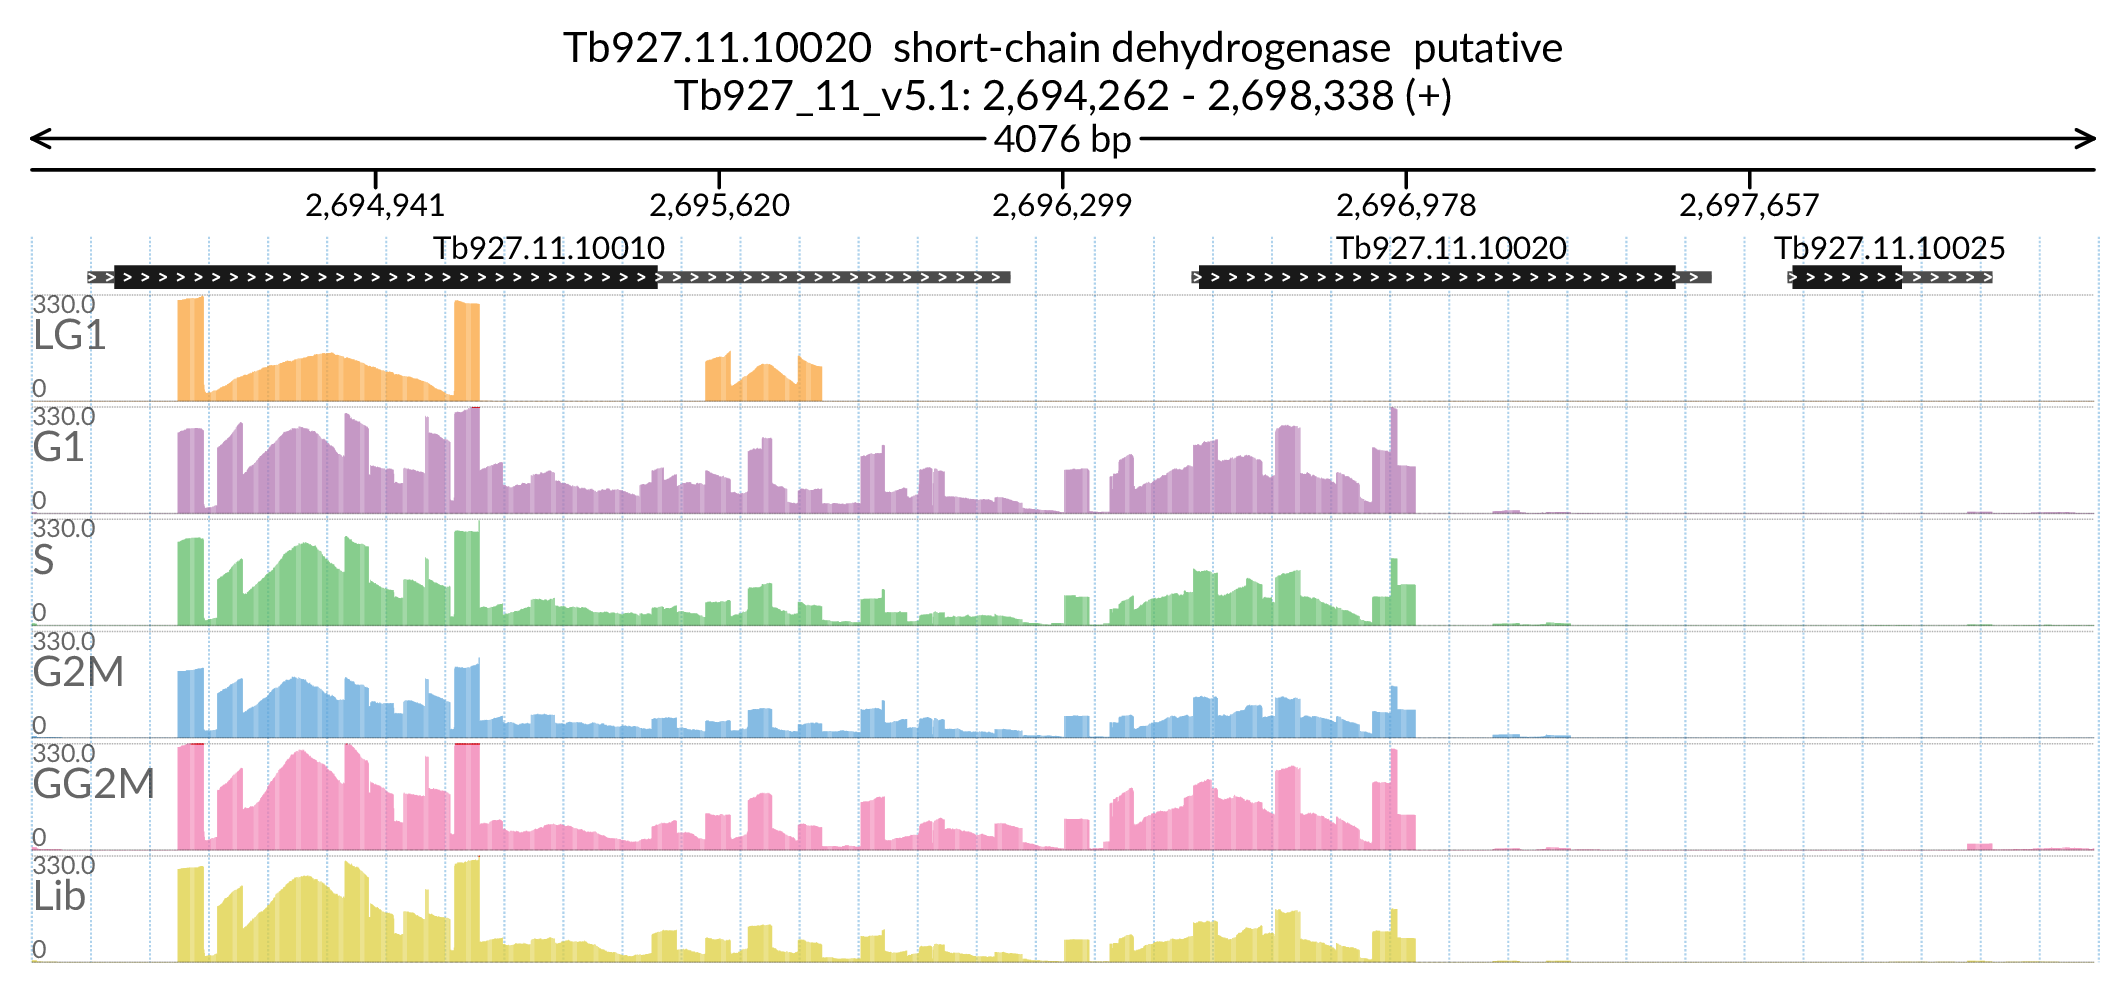 Tb927.11.10020 short-chain dehydrogenase putative
Tb927_11_v5.1: 2,694,262 - 2,698,338 (+)
4076 bp
2,694,941 2,695,620 2,696,299 2,696,978 2,697,657
Tb927.11.10010 Tb927.11.10020 Tb927.11.10025
330.0
LG1
0
330.0
G1
0
330.0
S
0
330.0
G2M
0
330.0
GG2M
0
330.0
Lib
0